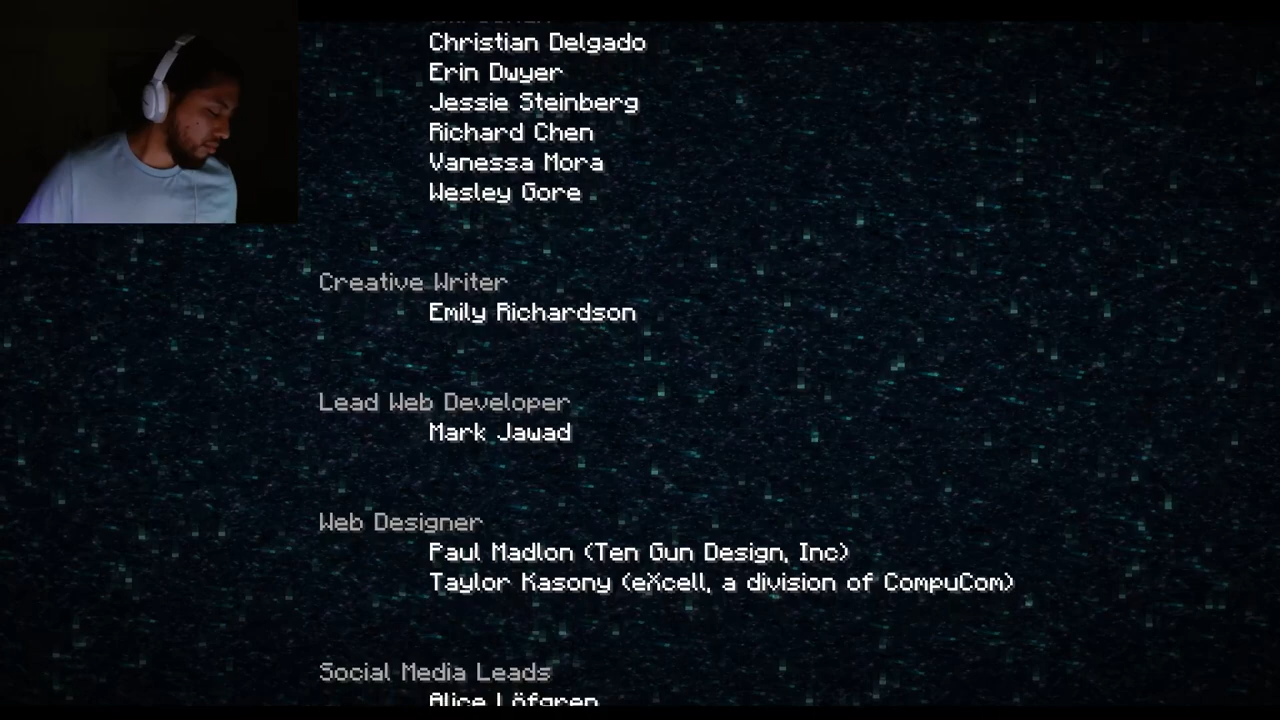 Christian Delgado
Erin Dwyer
Jessie Steinberg
Richard Chen
Vanessa Mora
Wesley Gore
Creative Writer
Emily Richardson
Lead Web Developer
Mark Jawad
Web Designer
Paul Madlon (Ten Gun Design, Inc)
Taylor Kasony (eXcell, a division of CompuCom)
Social Media Leads
Alice Löfgren